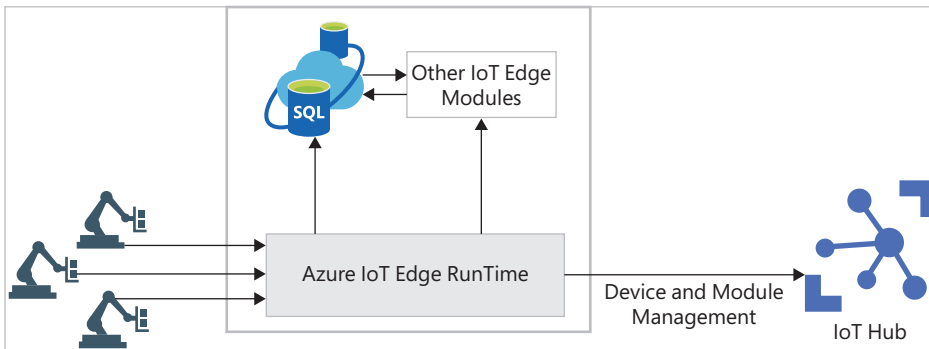 SQL
Other IoT Edge
Modules
Azure IoT Edge RunTime
Device and Module
Management
IoT Hub